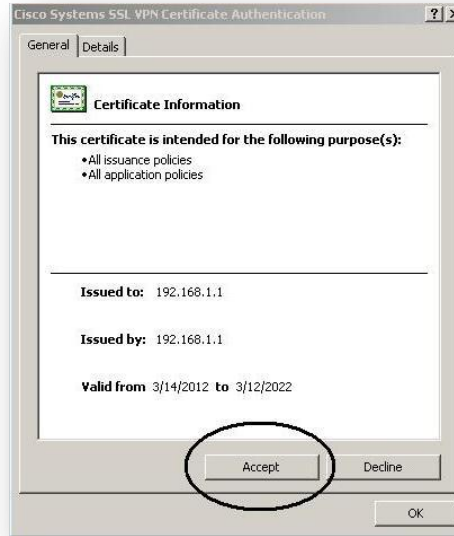 Cisco Systems SSL VPN Certificate Authentication
General Details
Certificate Information
This certificate is intended for the following purpose(s):
•All issuance policies
•All application policies
Issued to: 192.168.1.1
Issued by: 192.168.1.1
Valid from 3/14/2012 to 3/12/2022
Accept Decline
OK